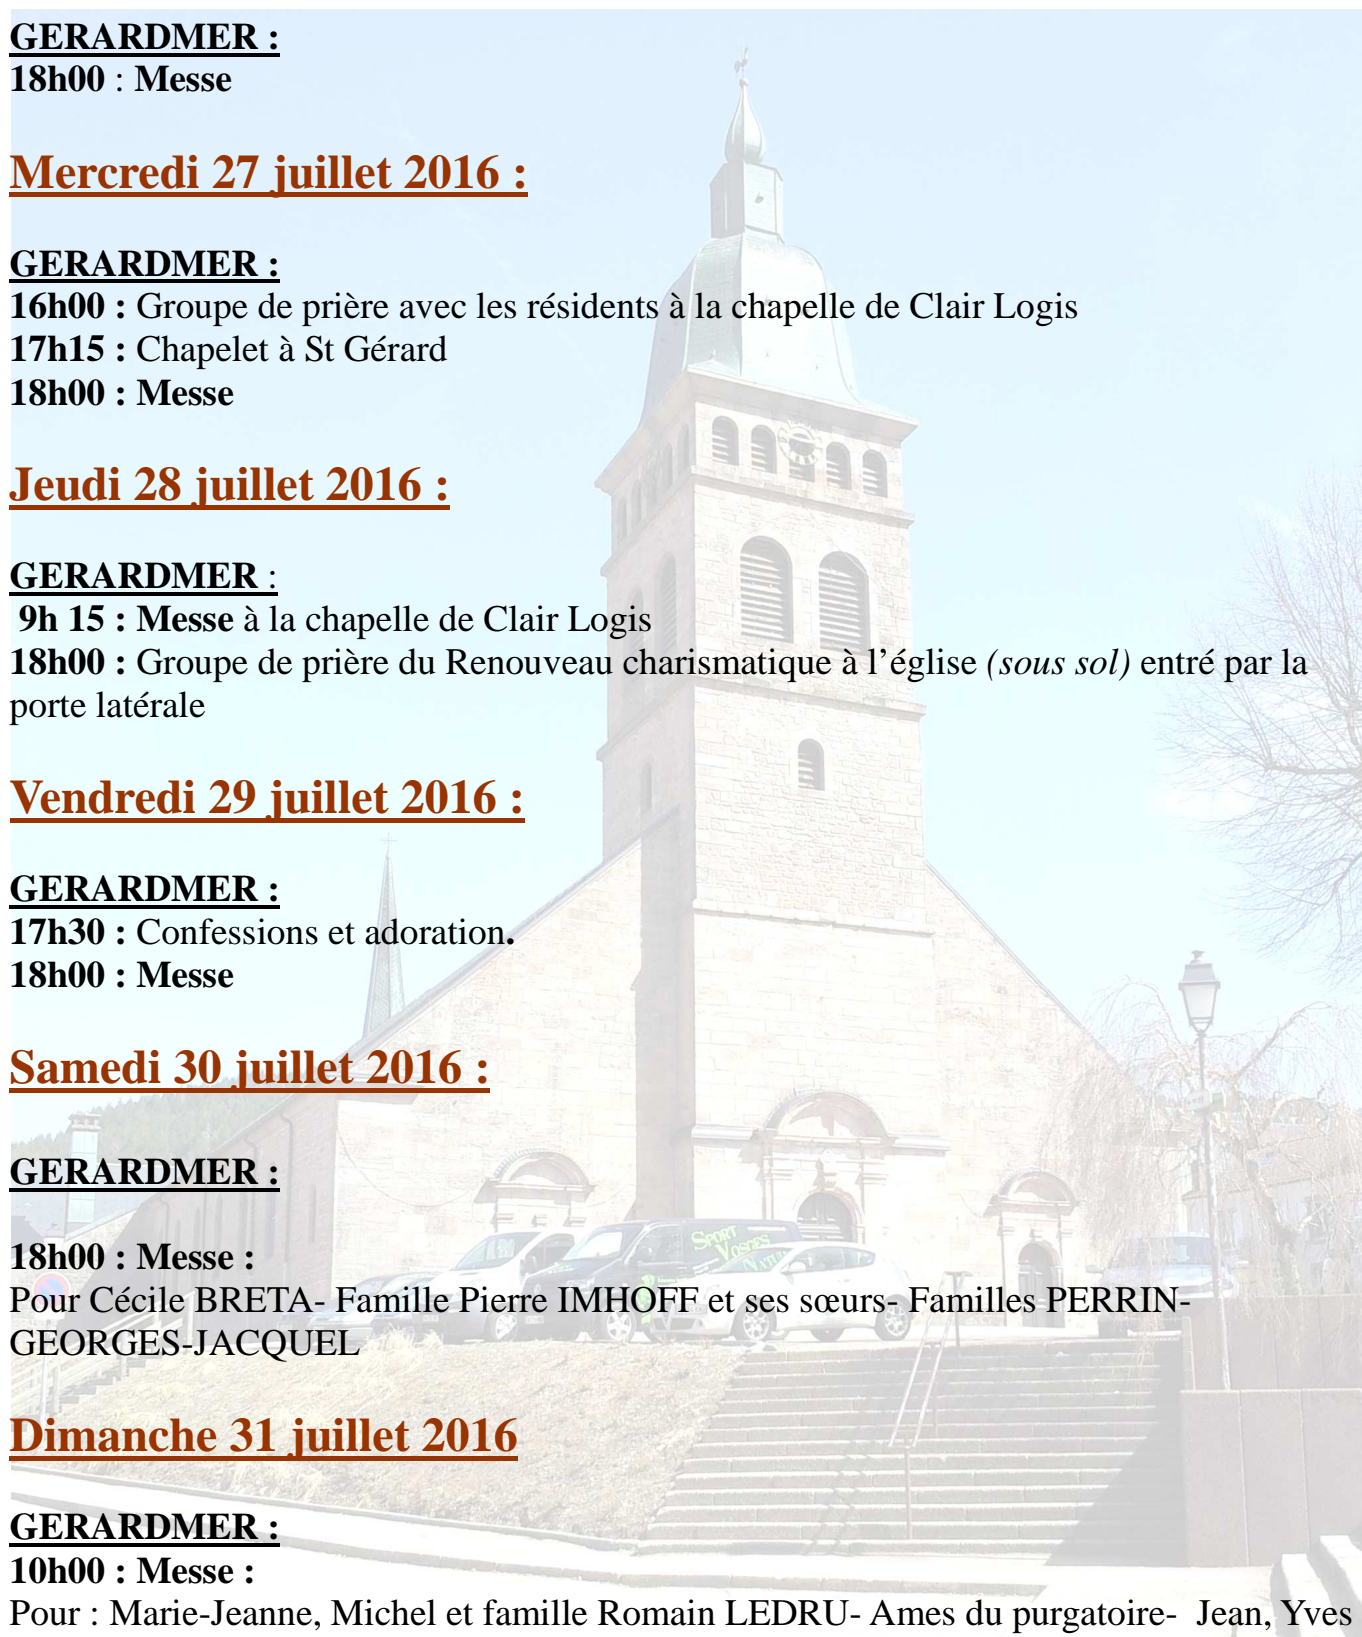 GERARDMER :
18h00 : Messe
Mercredi 27 juillet 2016 :
GERARDMER :
16h00 : Groupe de prière avec les résidents à la chapelle de Clair Logis
17h15 : Chapelet à St Gérard
18h00 : Messe
Jeudi 28 juillet 2016 :
GERARDMER :
9h 15 : Messe à la chapelle de Clair Logis
18h00 : Groupe de prière du Renouveau charismatique à l’église (sous sol) entré par la
porte latérale
Vendredi 29 juillet 2016 :
GERARDMER :
17h30 : Confessions et adoration.
18h00 : Messe
Samedi 30 juillet 2016 :
GERARDMER :
SPORT
VOSGES
18h00 : Messe :
Pour Cécile BRETA- Famille Pierre IMHOFF et ses sœurs- Familles PERRIN-
GEORGES-JACQUEL
Dimanche 31 juillet 2016
GERARDMER :
10h00 : Messe :
Pour : Marie-Jeanne, Michel et famille Romain LEDRU- Ames du purgatoire- Jean, Yves